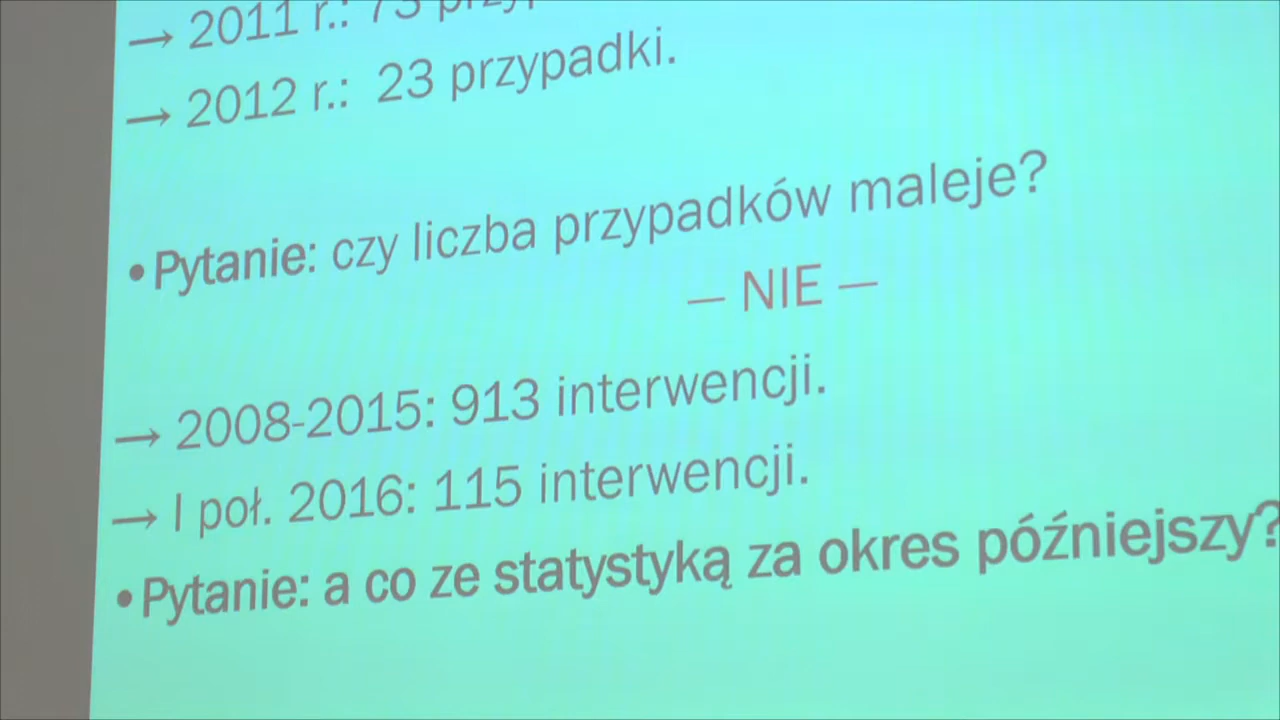 → 2011 r.: 73
→ 2012 r.: 23 przypadki.
• Pytanie: czy liczba przypadków maleje?
— NIE —
→ 2008-2015: 913 interwencji.
→ I poł. 2016: 115 interwencji.
• Pytanie: a co ze statystyką za okres późniejszy?